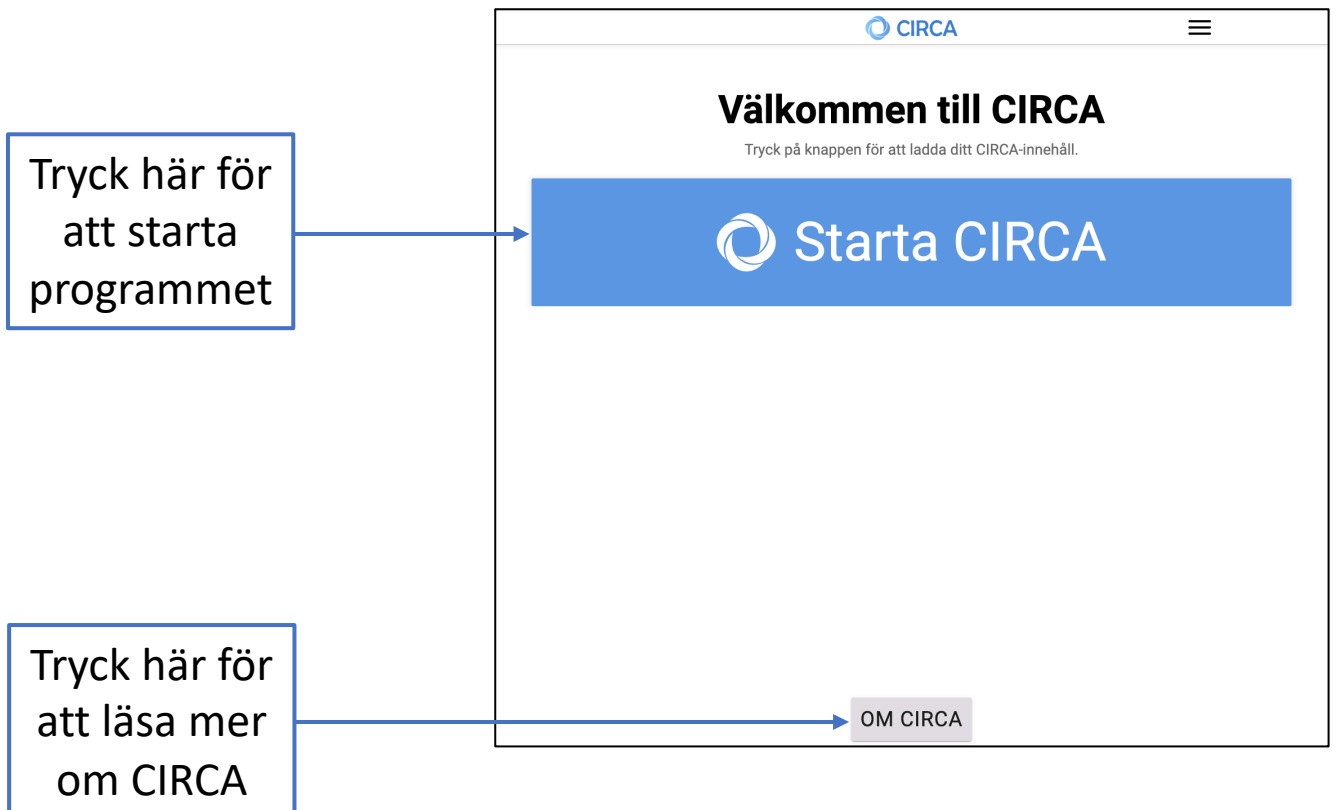 CIRCA
Välkommen till CIRCA
Tryck på knappen för att ladda ditt CIRCA-innehåll.
Tryck här för
att starta
programmet
Starta CIRCA
Tryck här för
att läsa mer
om CIRCA
OM CIRCA